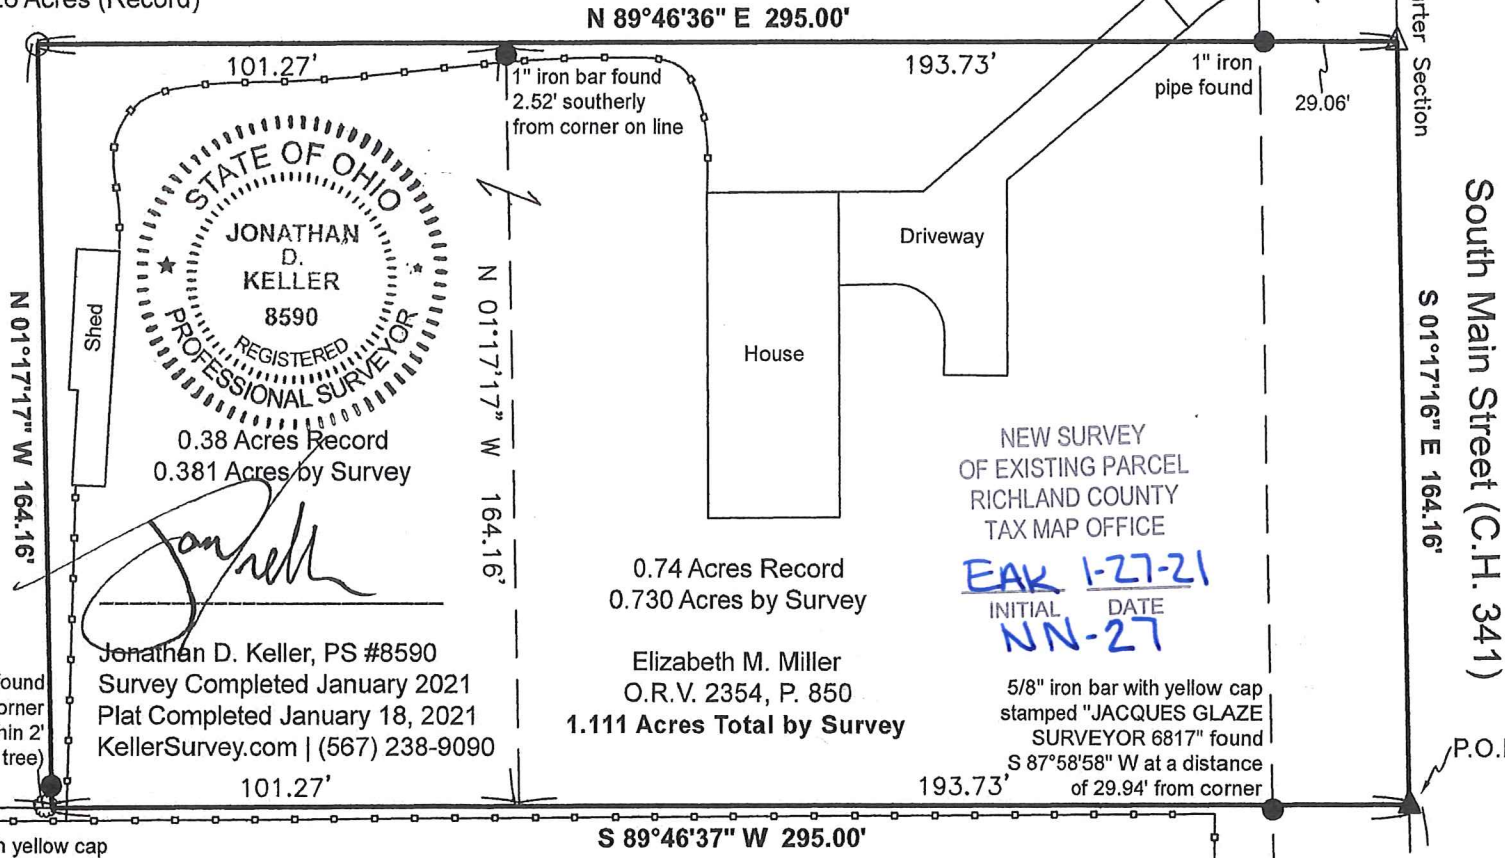 Acres (Record)
N 89°46'36" E 295.00'
101.27'
193.73'
1" iron bar found
2.52' southerly
from corner on line
1" iron
pipe found
29.06'
Section
STATE OF OHIO
JONATHAN
D.
KELLER
8590
REGISTERED
PROFESSIONAL SURVEYOR
Shed
N 01°17'17" W 164.16'
N 01°17'17" W 164.16'
Driveway
House
S 01°17'16" E 164.16'
South Main Street (C.H. 341)
0.38 Acres Record
0.381 Acres by Survey
NEW SURVEY
OF EXISTING PARCEL
RICHLAND COUNTY
TAX MAP OFFICE
EAK 1-27-21
INITIAL DATE
NN-27
0.74 Acres Record
0.730 Acres by Survey
Elizabeth M. Miller
O.R.V. 2354, P. 850
1.111 Acres Total by Survey
Jonathan D. Keller, PS #8590
Survey Completed January 2021
Plat Completed January 18, 2021
KellerSurvey.com | (567) 238-9090
5/8" iron bar with yellow cap
stamped "JACQUES GLAZE
SURVEYOR 6817" found
S 87°58'58" W at a distance
of 29.94' from corner
2'
tree)
101.27'
193.73'
S 89°46'37" W 295.00'
yellow cap